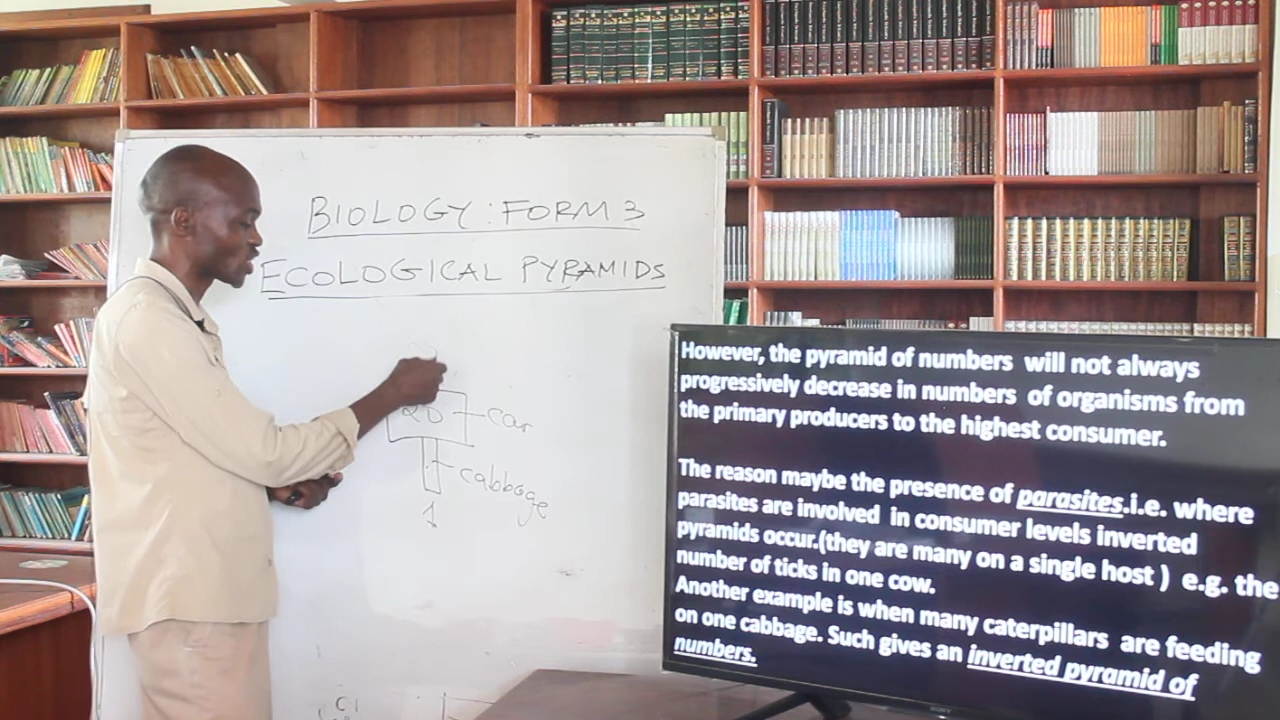 BIOLOGY: FORM 3
ECOLOGICAL PYRAMIDS
20
car
cabbage
1
However, the pyramid of numbers will not always
progressively decrease in numbers of organisms from
the primary producers to the highest consumer.
The reason maybe the presence of parasites.i.e. where
parasites are involved in consumer levels inverted
pyramids occur.(they are many on a single host ) e.g. the
number of ticks in one cow.
Another example is when many caterpillars are feeding
on one cabbage. Such gives an inverted pyramid of
numbers.
SONY
C1